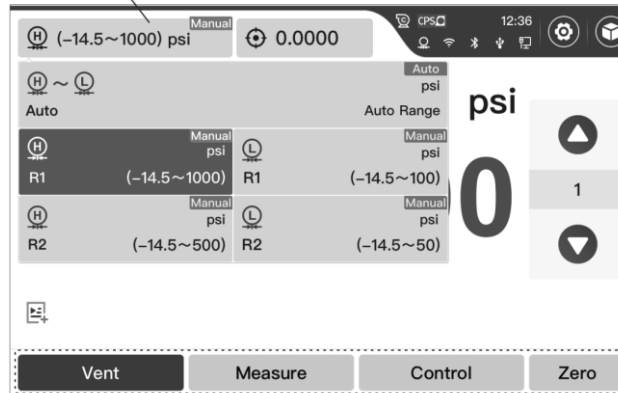 Manual
H (-14.5~1000) psi
0.0000
CPS
12:36
H ~ L
Auto
psi
Auto
Auto Range
psi
H
Manual
psi
R1 (-14.5~1000)
L
Manual
psi
R1 (-14.5~100)
H
Manual
psi
R2 (-14.5~500)
L
Manual
psi
R2 (-14.5~50)
0
1
Vent Measure Control Zero